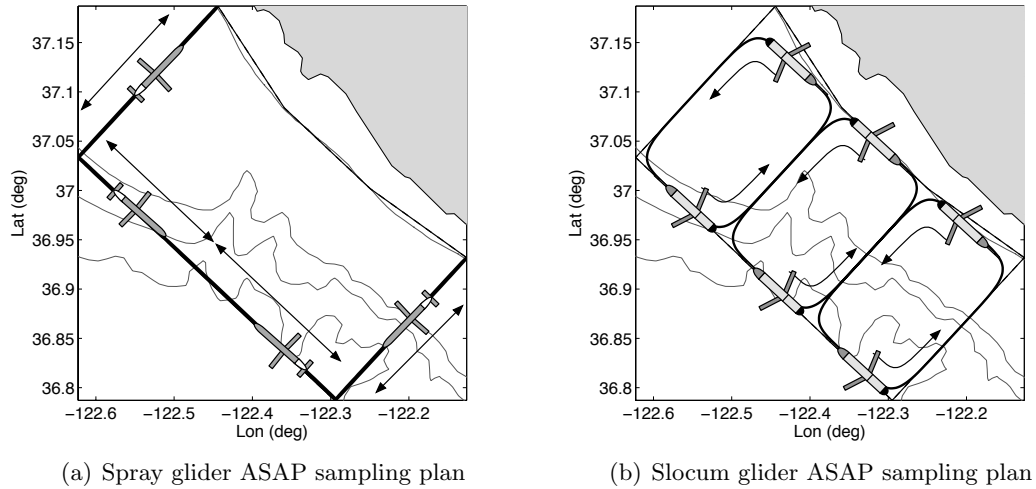 37.15
37.1
37.05
37
36.95
36.9
36.85
36.8
Lat (deg)
−122.6 −122.5 −122.4 −122.3 −122.2
Lon (deg)
(a) Spray glider ASAP sampling plan
37.15
37.1
37.05
37
36.95
36.9
36.85
36.8
Lat (deg)
−122.6 −122.5 −122.4 −122.3 −122.2
Lon (deg)
(b) Slocum glider ASAP sampling plan